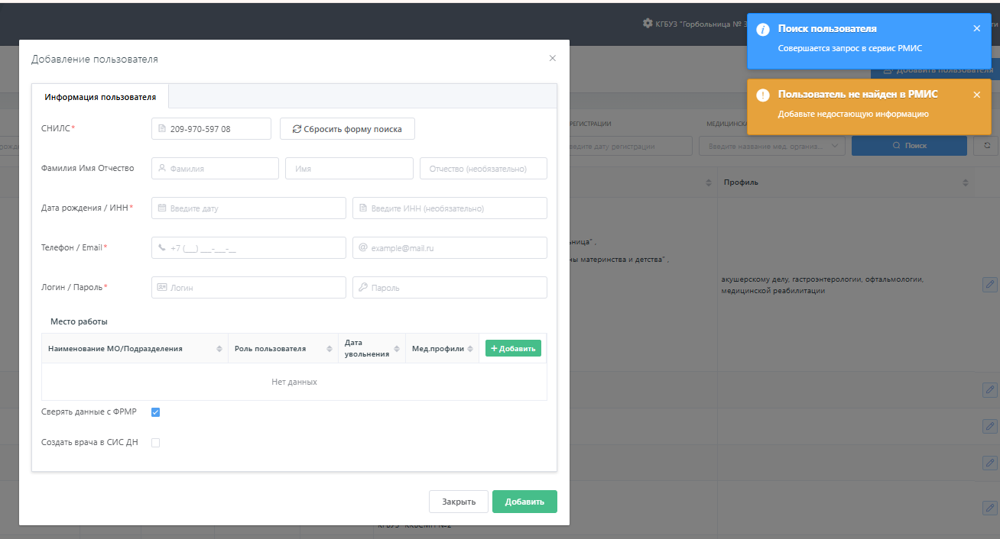 КГБУЗ "Горбольница № 3
Поиск пользователя
Совершается запрос в сервис РМИС
Добавить пользователя
Пользователь не найден в РМИС
Добавьте недостающую информацию
Добавление пользователя
Информация пользователя
СНИЛС*
209-970-597 08
Сбросить форму поиска
РЕГИСТРАЦИИ
МЕДИЦИНСКА
ведите дату регистрации
Введите название мед. организ...
Поиск
Фамилия Имя Отчество
Фамилия
Имя
Отчество (необязательно)
Профиль
Дата рождения / ИНН*
Введите дату
Введите ИНН (необязательно)
Телефон / Email*
+7 (___) ___-___-__
example@mail.ru
ьница" ,
ны материнства и детства" ,
акушерскому делу, гастроэнтерологии, офтальмологии,
медицинской реабилитации
Логин / Пароль*
Логин
Пароль
Место работы
Наименование МО/Подразделения
Роль пользователя
Дата
увольнения
Мед.профили
+ Добавить
Нет данных
Сверять данные с ФРМР
Создать врача в СИС ДН
Закрыть
Добавить